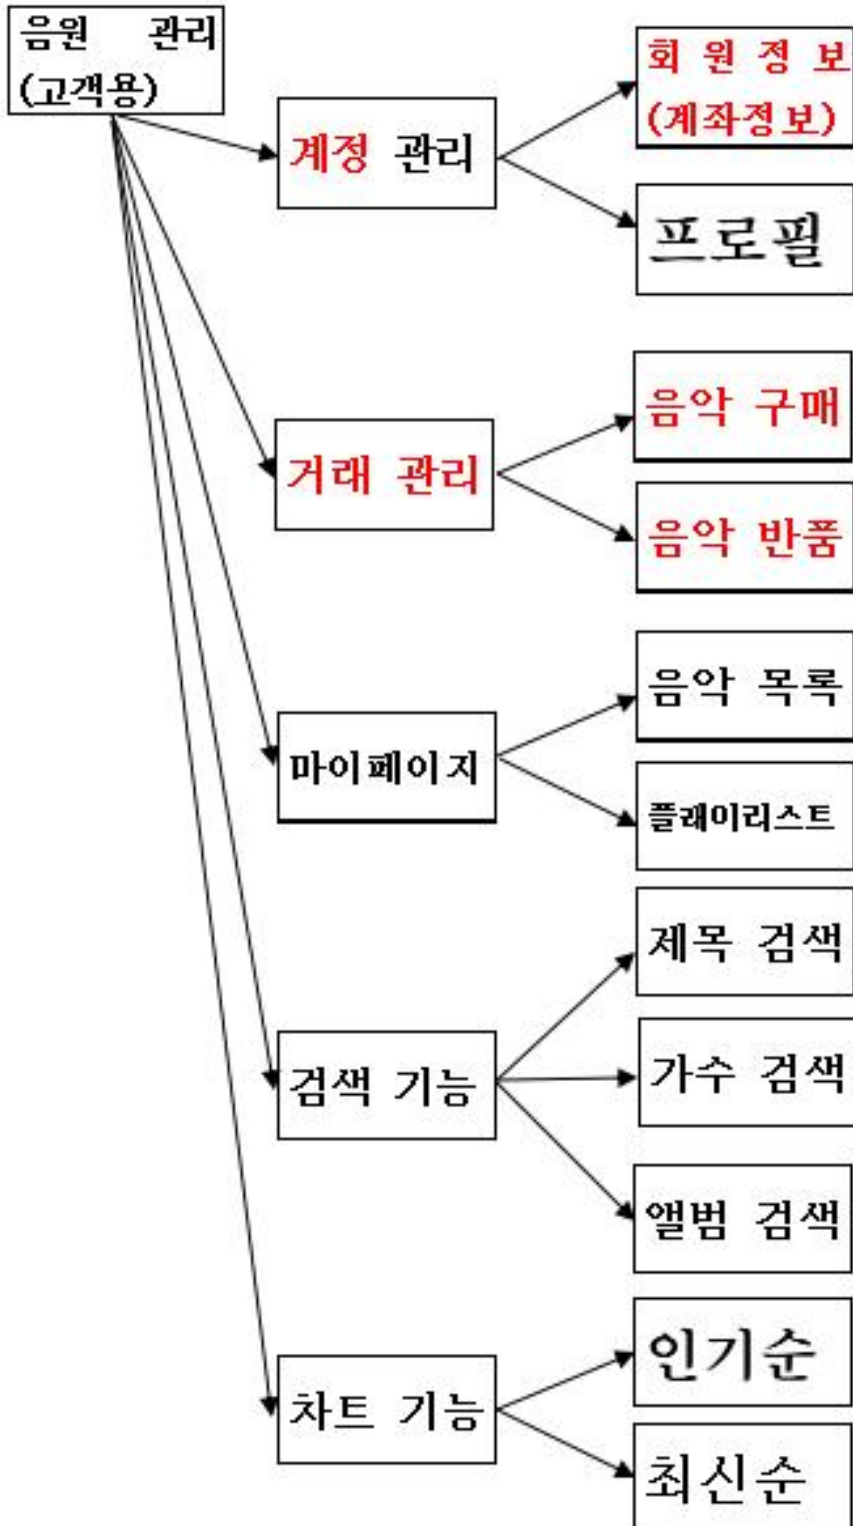 음원 관리
(고객용)
계정 관리
회 원 정 보
(계좌정보)
프로필
거래 관리
음악 구매
음악 반품
마이페이지
음악 목록
플래이리스트
검색 기능
제목 검색
가수 검색
앨범 검색
차트 기능
인기순
최신순